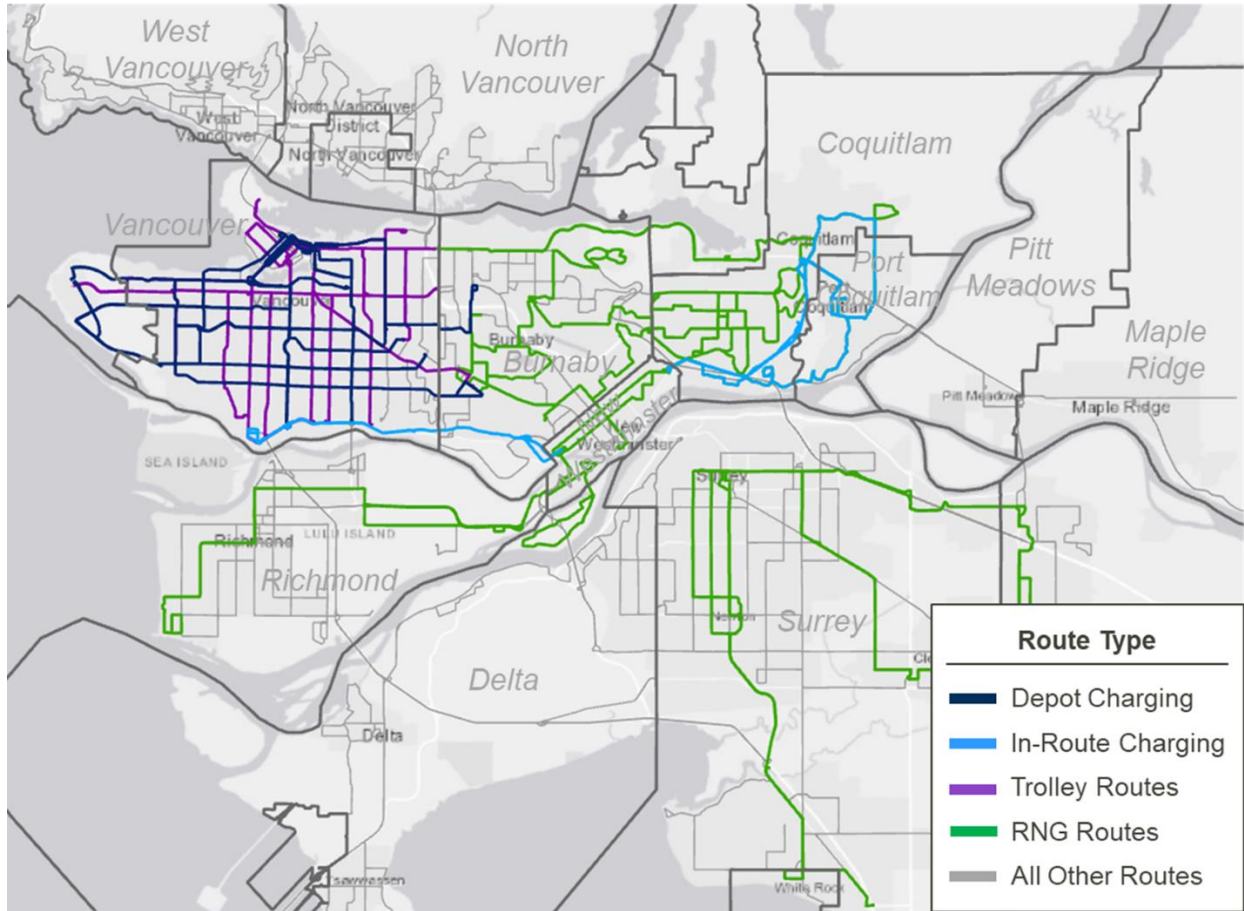 West
Vancouver
North
Vancouver
West
Vancouver
North Vancouver
District
North Vancouver
Coquitlam
Vancouver
Coquitlam
Port
Coquitlam
Coquitlam
Pitt
Meadows
Vancouver
Burnaby
Burnaby
Maple
Ridge
Pitt Meadows
Maple Ridge
New
Westminster
New
Westminster
SEA ISLAND
Surrey
Richmond
LULU ISLAND
Richmond
Newton
Surrey
Delta
Delta
White Rock
Tsawwassen
Route Type
Depot Charging
In-Route Charging
Trolley Routes
RNG Routes
All Other Routes